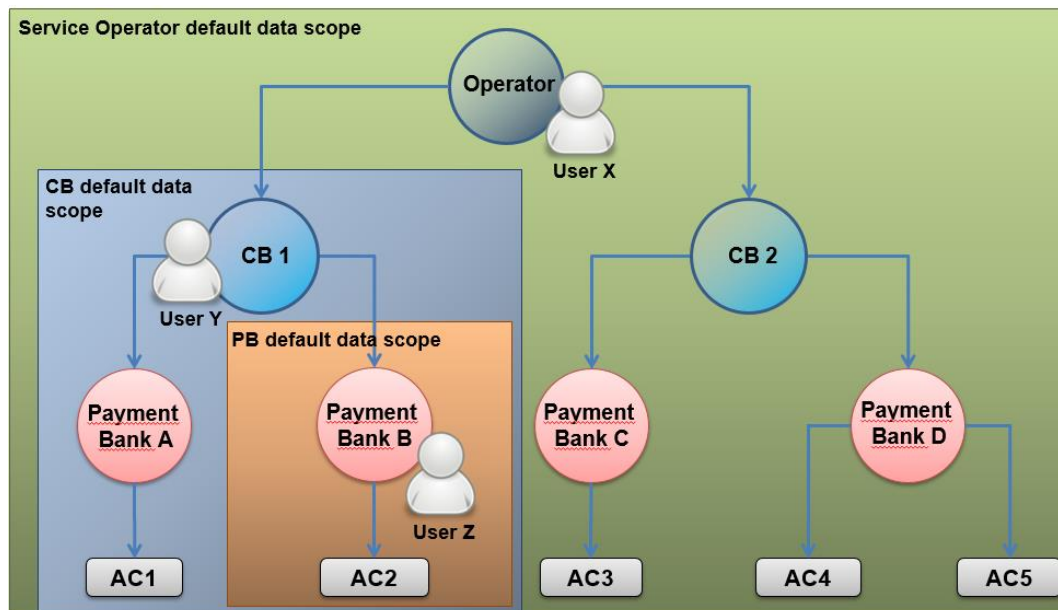 Service Operator default data scope
Operator
User X
CB default data
scope
CB 1
CB 2
User Y
PB default data scope
Payment
Bank A
Payment
Bank B
Payment
Bank C
Payment
Bank D
User Z
AC1
AC2
AC3
AC4
AC5